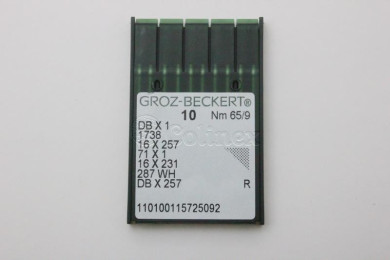 GROZ-BECKERT®
10 Nm 65/9
DB X 1
1738
16 X 257
71 X 1
16 X 231
287 WH
DB X 257 R
110100115725092